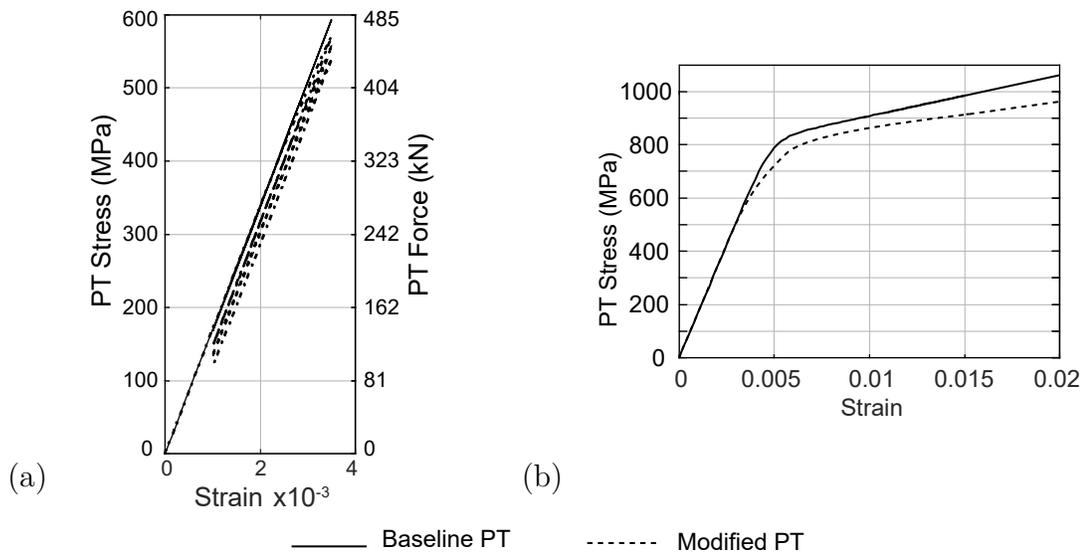 600
500
400
300
200
100
0
PT Stress (MPa)
485
404
323
242
162
81
0
PT Force (kN)
0 2 4
Strain x10-3
(a)
1000
800
600
400
200
0
PT Stress (MPa)
0 0.005 0.01 0.015 0.02
Strain
(b)
Baseline PT
Modified PT